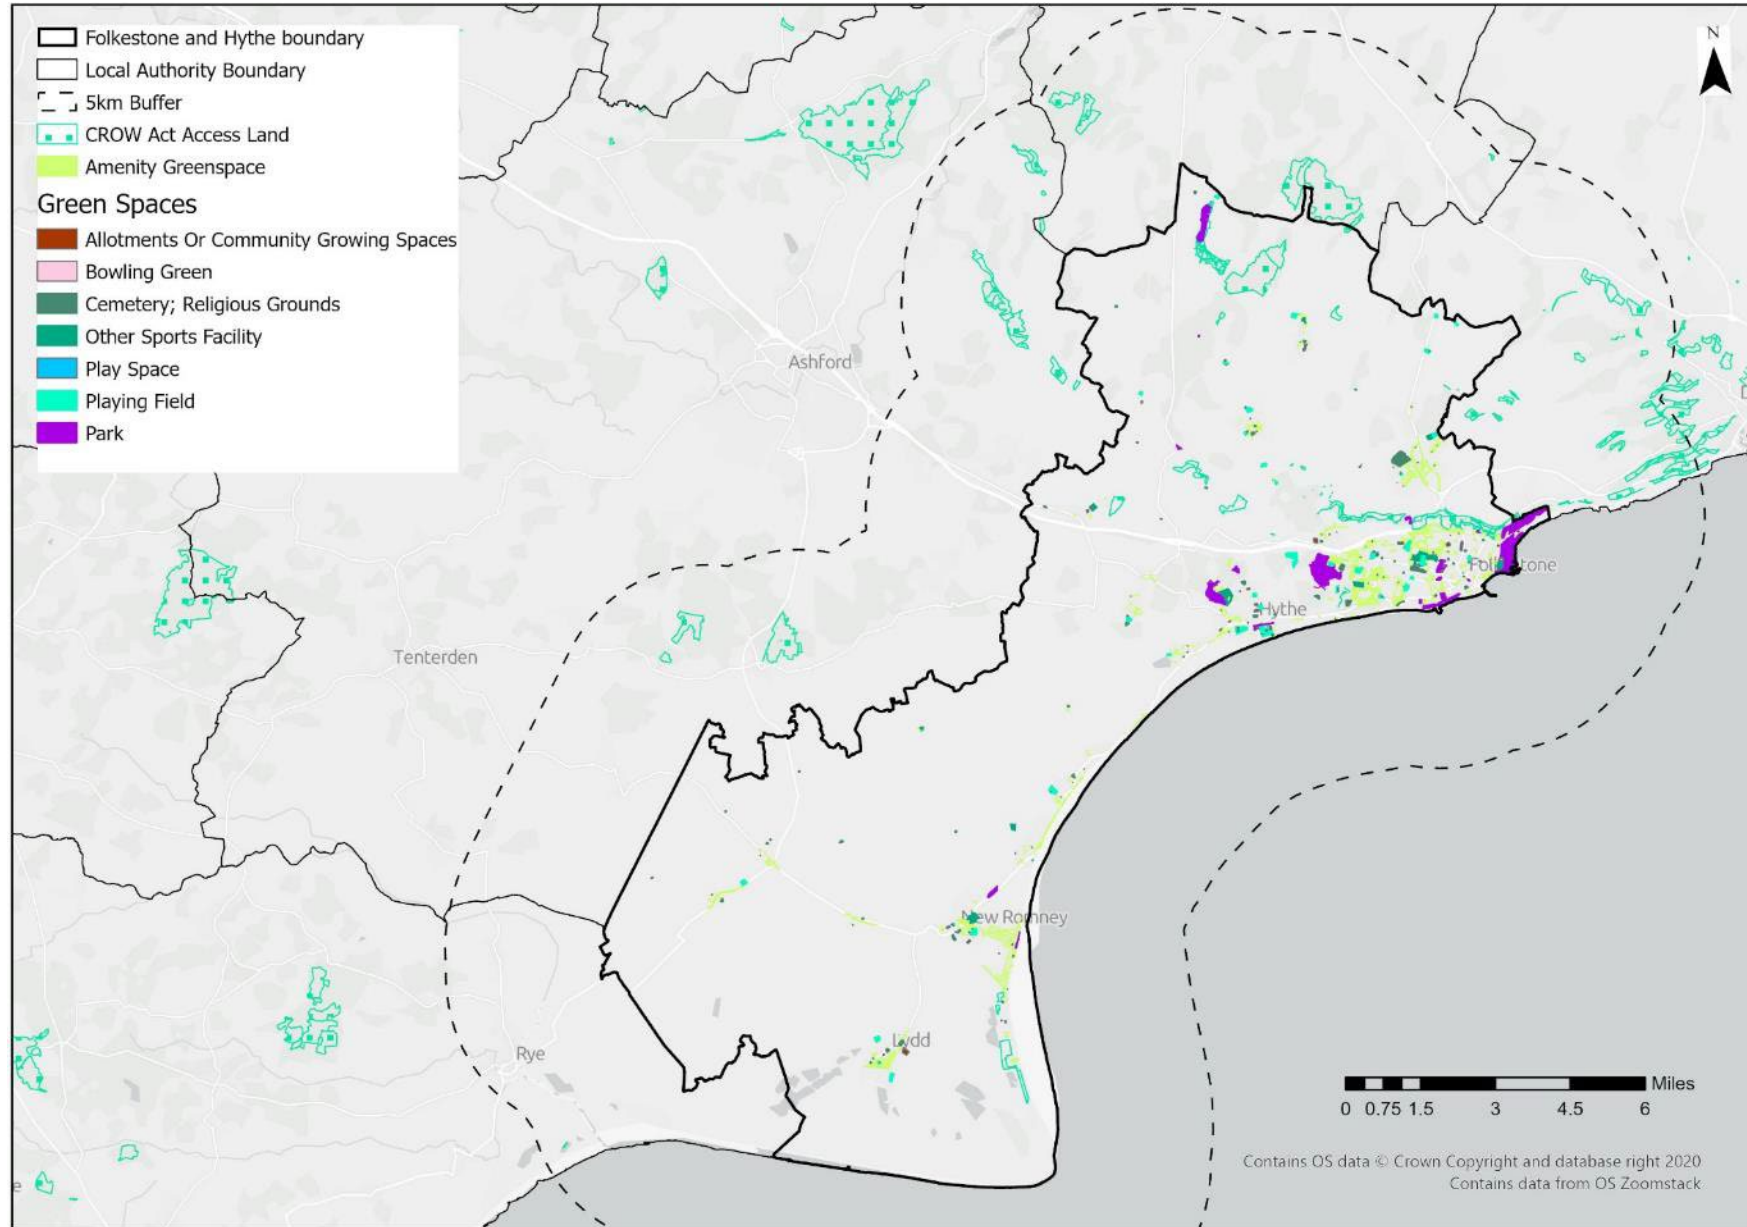 Folkestone and Hythe boundary
Local Authority Boundary
5km Buffer
CROW Act Access Land
Amenity Greenspace
Green Spaces
Allotments Or Community Growing Spaces
Bowling Green
Cemetery; Religious Grounds
Other Sports Facility
Play Space
Playing Field
Park
N
Ashford
Folkestone
Hythe
Tenterden
New Romney
Lydd
Rye
Miles
0 0.75 1.5 3 4.5 6
Contains OS data © Crown Copyright and database right 2020
Contains data from OS Zoomstack